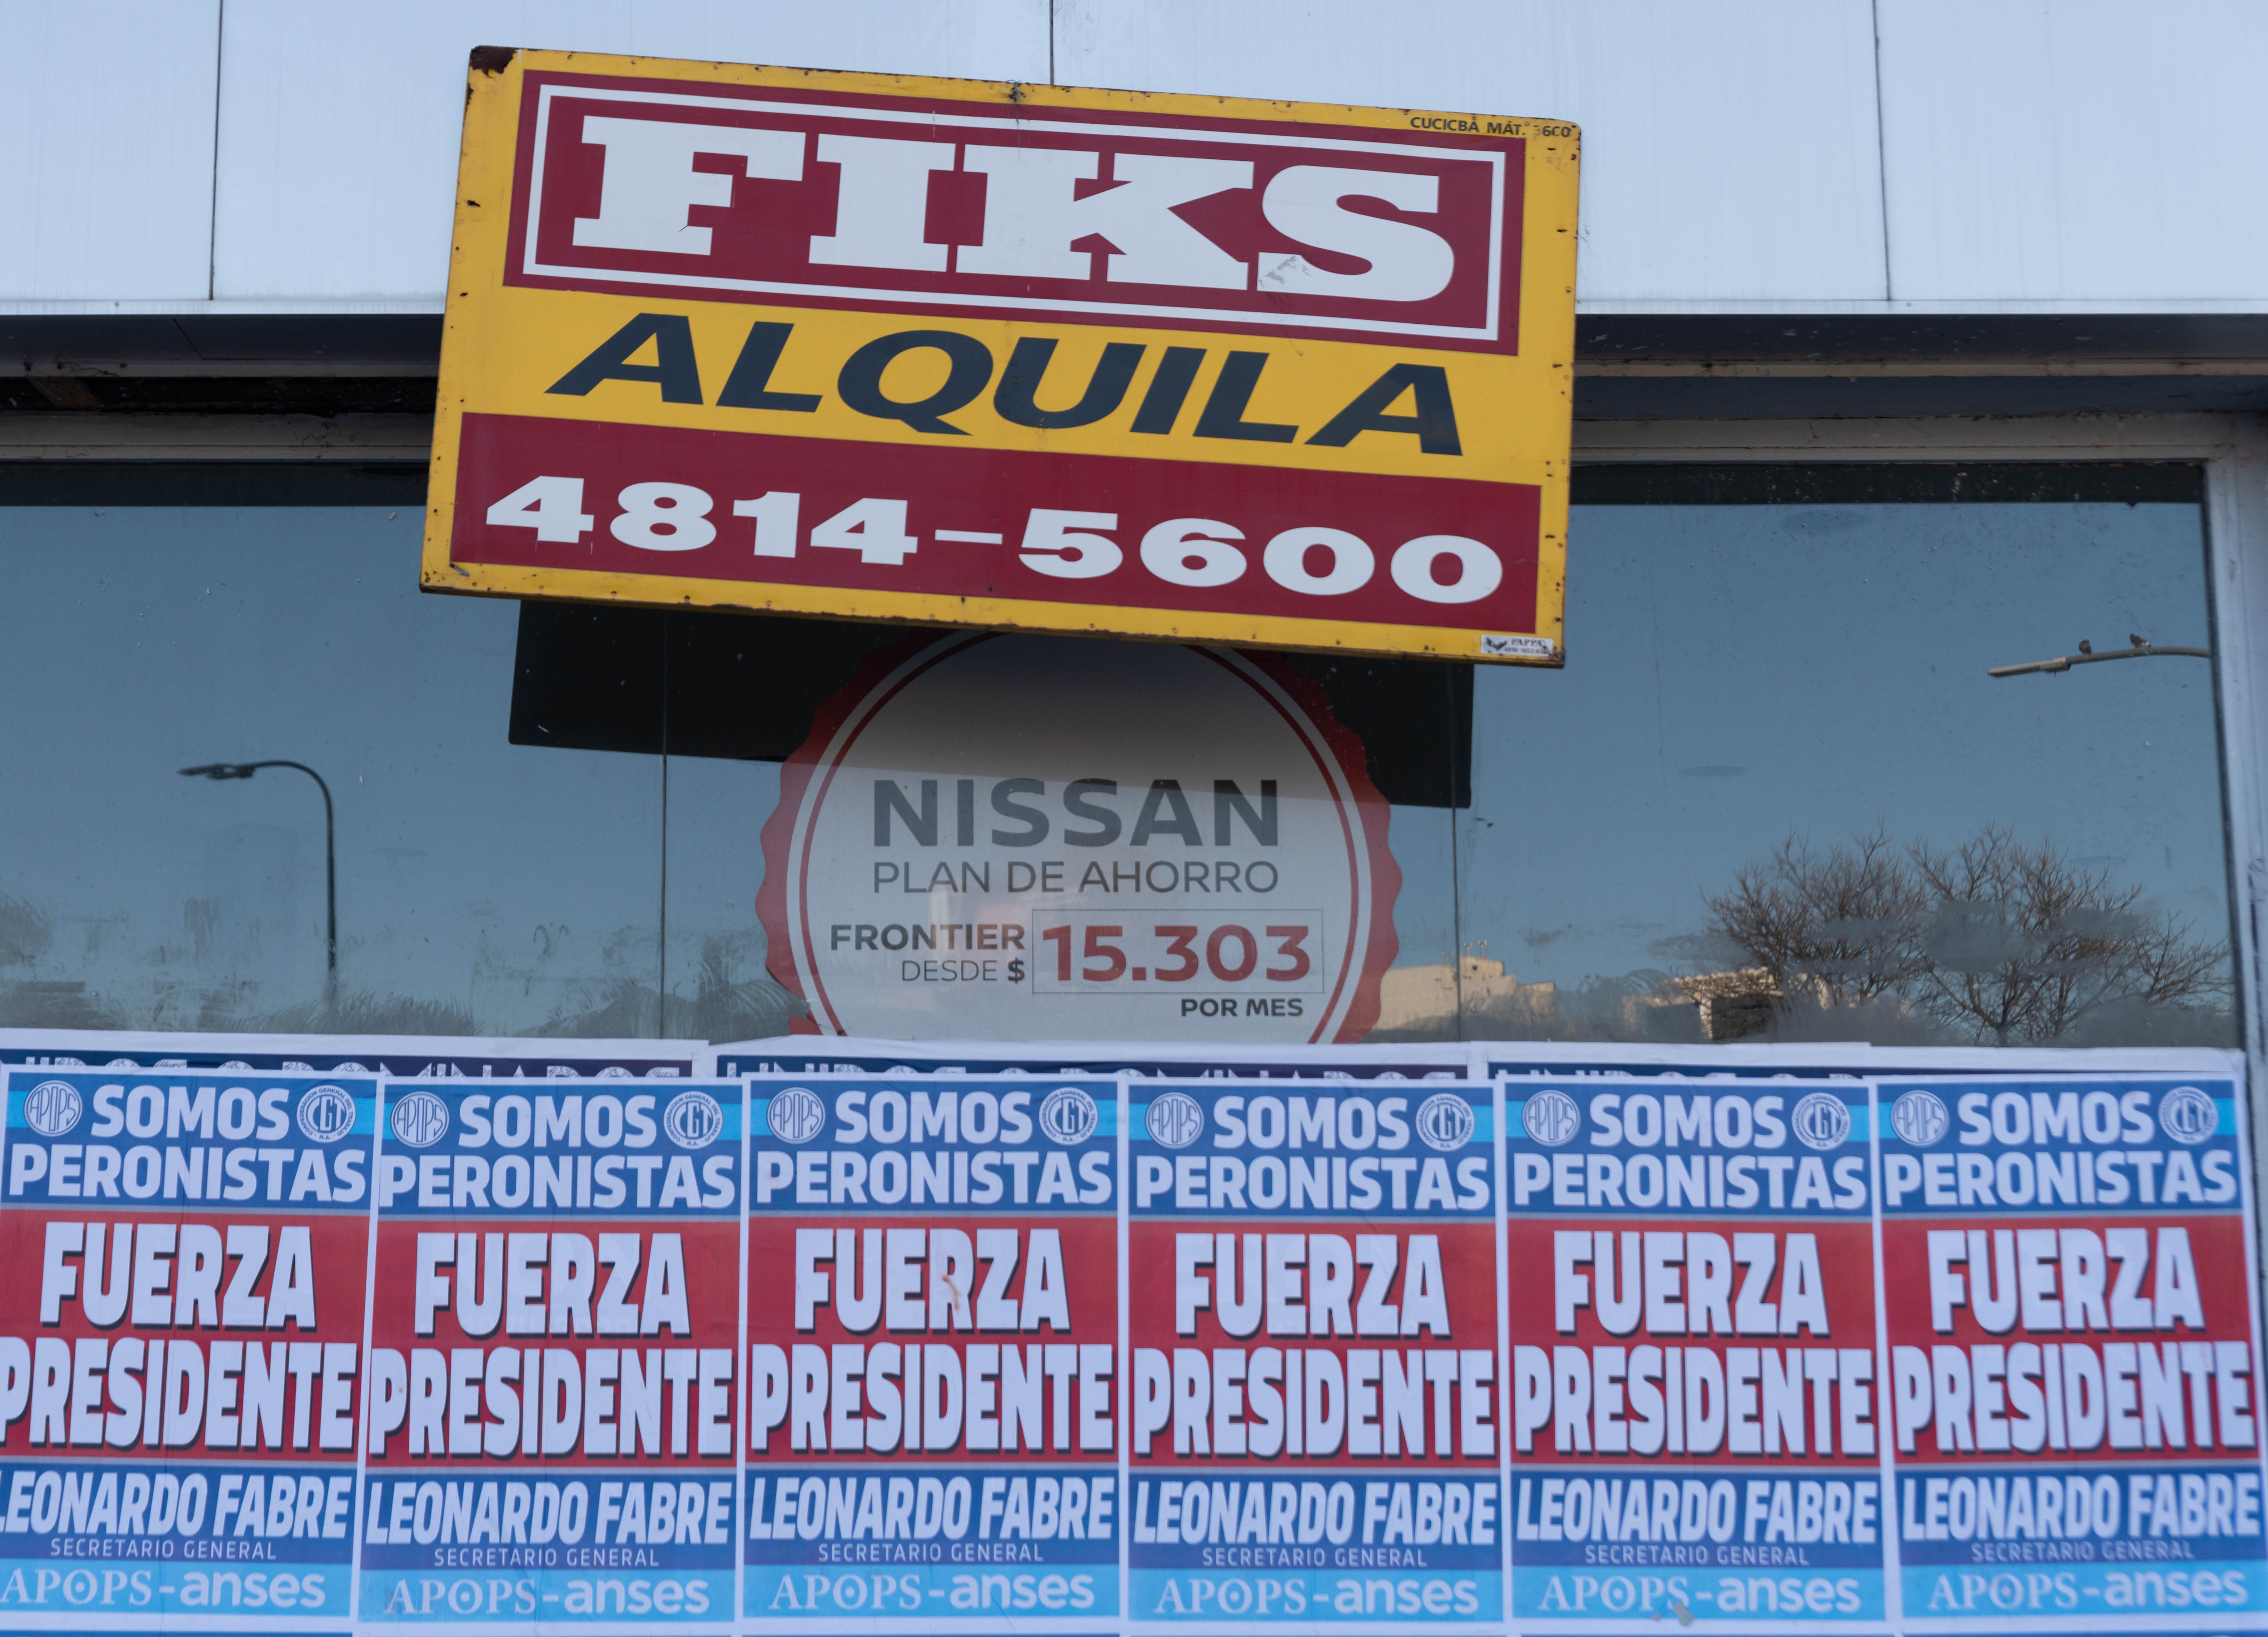 CUCICBA MÁT. 3600
FIKS
ALQUILA
4814-5600
NISSAN
PLAN DE AHORRO
FRONTIER
DESDE $ 15.303
POR MES
SOMOS
PERONISTAS
FUERZA
PRESIDENTE
LEONARDO FABRE
SECRETARIO GENERAL
APOPS-anses
SOMOS
PERONISTAS
FUERZA
PRESIDENTE
LEONARDO FABRE
SECRETARIO GENERAL
APOPS-anses
SOMOS
PERONISTAS
FUERZA
PRESIDENTE
LEONARDO FABRE
SECRETARIO GENERAL
APOPS-anses
SOMOS
PERONISTAS
FUERZA
PRESIDENTE
LEONARDO FABRE
SECRETARIO GENERAL
APOPS-anses
SOMOS
PERONISTAS
FUERZA
PRESIDENTE
LEONARDO FABRE
SECRETARIO GENERAL
APOPS-anses
SOMOS
PERONISTAS
FUERZA
PRESIDENTE
LEONARDO FABRE
SECRETARIO GENERAL
APOPS-anses